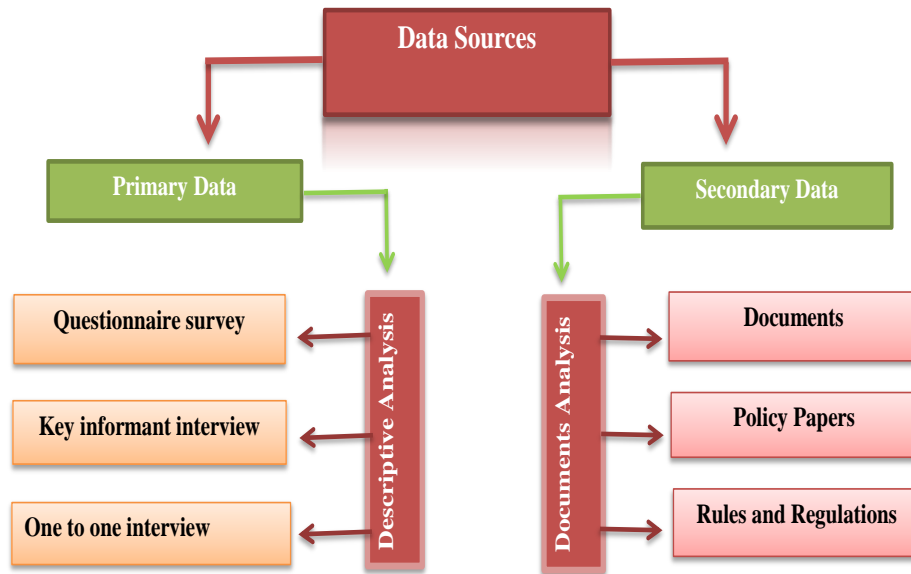 Data Sources
Primary Data
Secondary Data
Descriptive Analysis
Documents Analysis
Questionnaire survey
Documents
Key informant interview
Policy Papers
One to one interview
Rules and Regulations